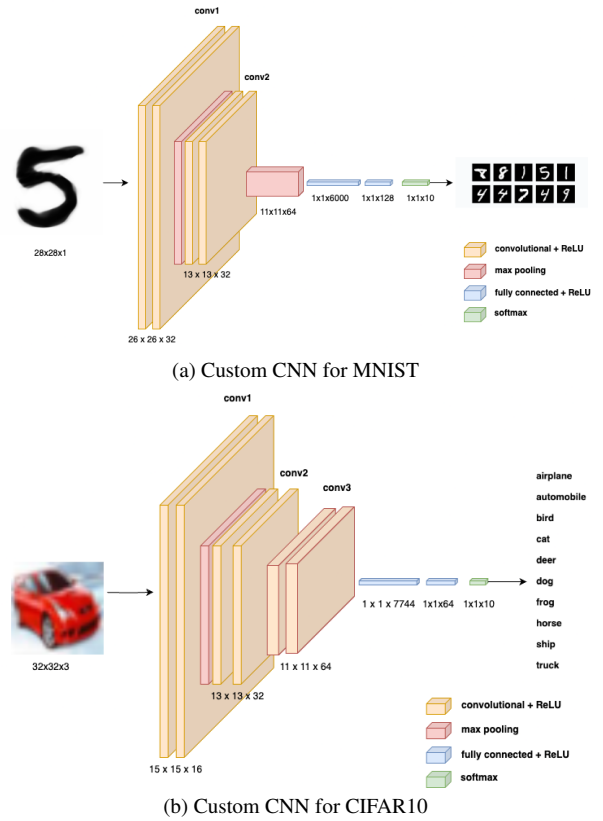 conv1
conv2
28x28x1
26 x 26 x 32
13 x 13 x 32
11x11x64
1x1x6000
1x1x128
1x1x10
convolutional + ReLU
max pooling
fully connected + ReLU
softmax
(a) Custom CNN for MNIST
conv1
conv2
conv3
32x32x3
15 x 15 x 16
13 x 13 x 32
11 x 11 x 64
1 x 1 x 7744
1x1x64
1x1x10
airplane
automobile
bird
cat
deer
dog
frog
horse
ship
truck
convolutional + ReLU
max pooling
fully connected + ReLU
softmax
(b) Custom CNN for CIFAR10